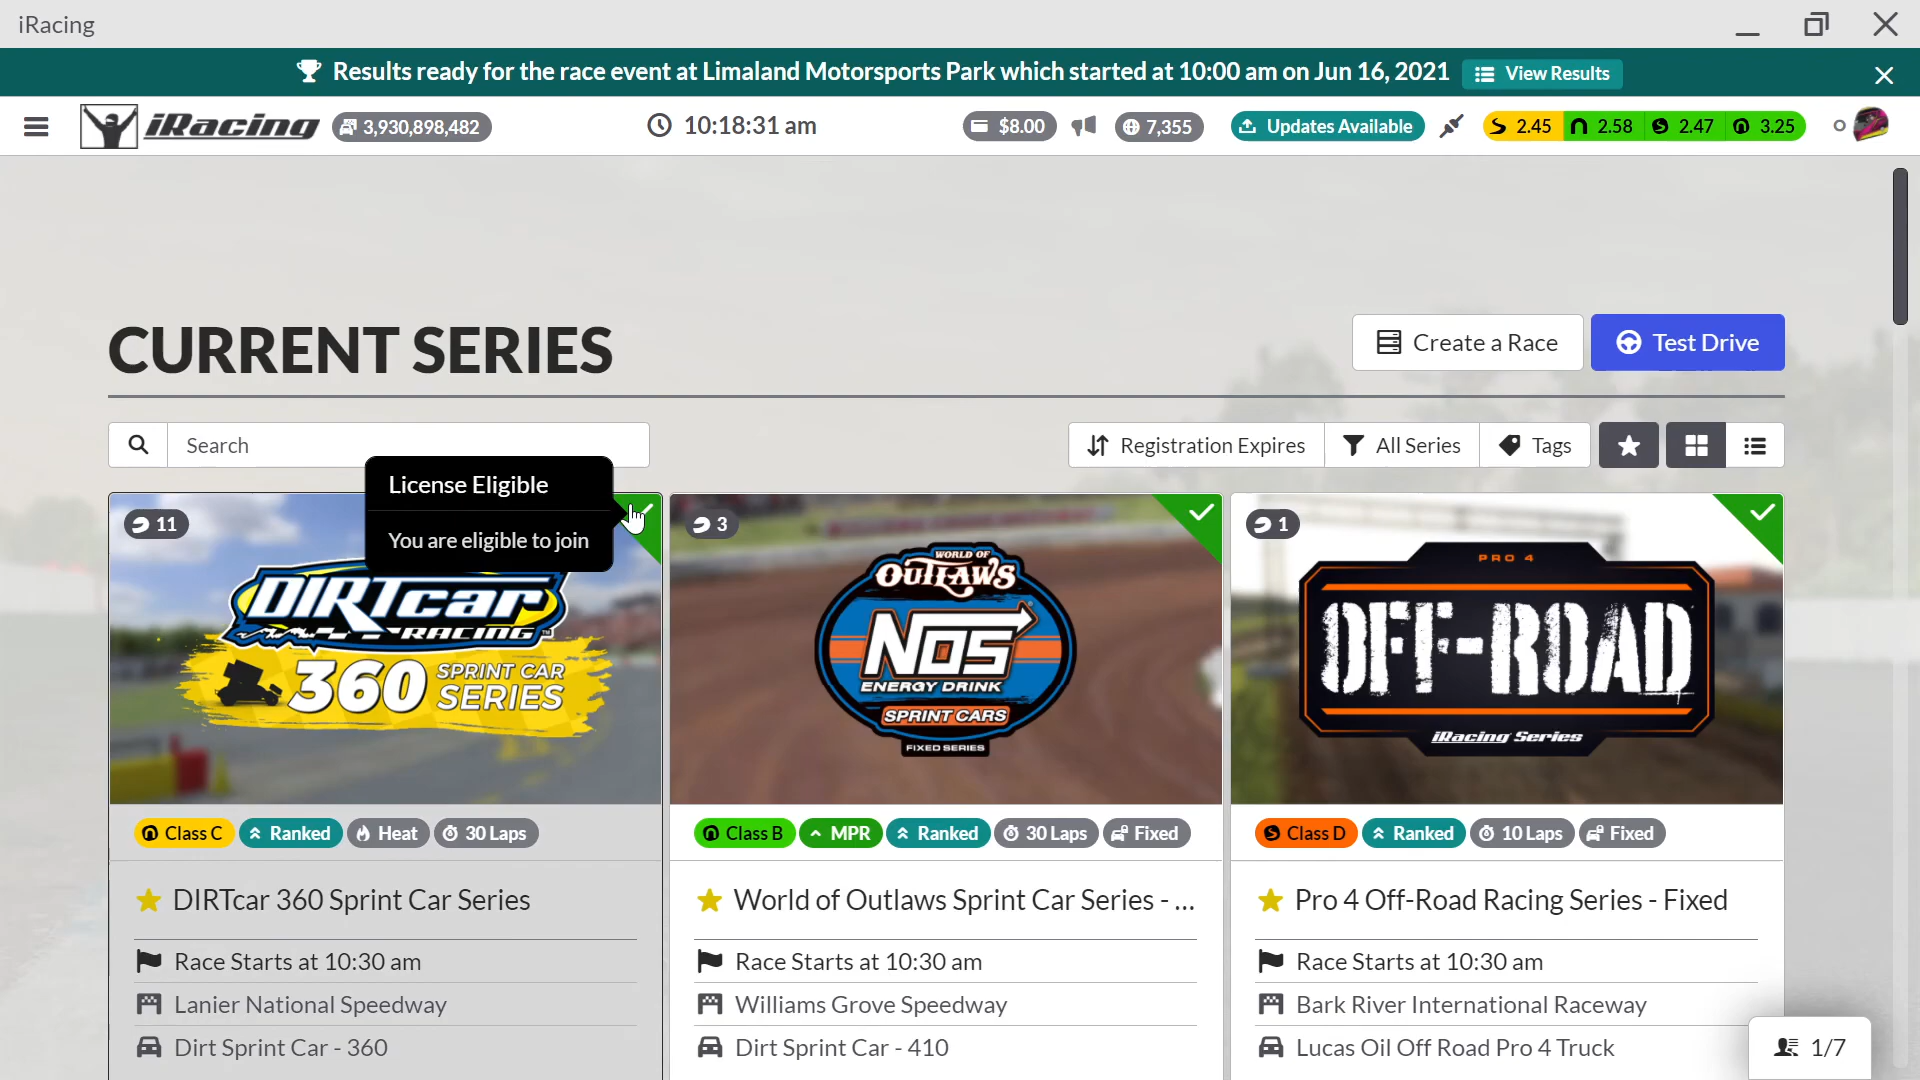 iRacing
Results ready for the race event at Limaland Motorsports Park which started at 10:00 am on Jun 16, 2021 View Results
iRacing 3,930,898,482 10:18:31 am $8.00 7,355 Updates Available 2.45 2.58 2.47 3.25
CURRENT SERIES
Create a Race Test Drive
Search Registration Expires All Series Tags
License Eligible
You are eligible to join
11
DIRTcar
RACING
360 SPRINT CAR
SERIES
3
WORLD OF
OUTLAWS
NOS
ENERGY DRINK
SPRINT CARS
FIXED SERIES
1
PRO 4
OFF-ROAD
iRacing Series
Class C Ranked Heat 30 Laps
Class B MPR Ranked 30 Laps Fixed
Class D Ranked 10 Laps Fixed
DIRTcar 360 Sprint Car Series
Race Starts at 10:30 am
Lanier National Speedway
Dirt Sprint Car - 360
World of Outlaws Sprint Car Series - ...
Race Starts at 10:30 am
Williams Grove Speedway
Dirt Sprint Car - 410
Pro 4 Off-Road Racing Series - Fixed
Race Starts at 10:30 am
Bark River International Raceway
Lucas Oil Off Road Pro 4 Truck
1/7